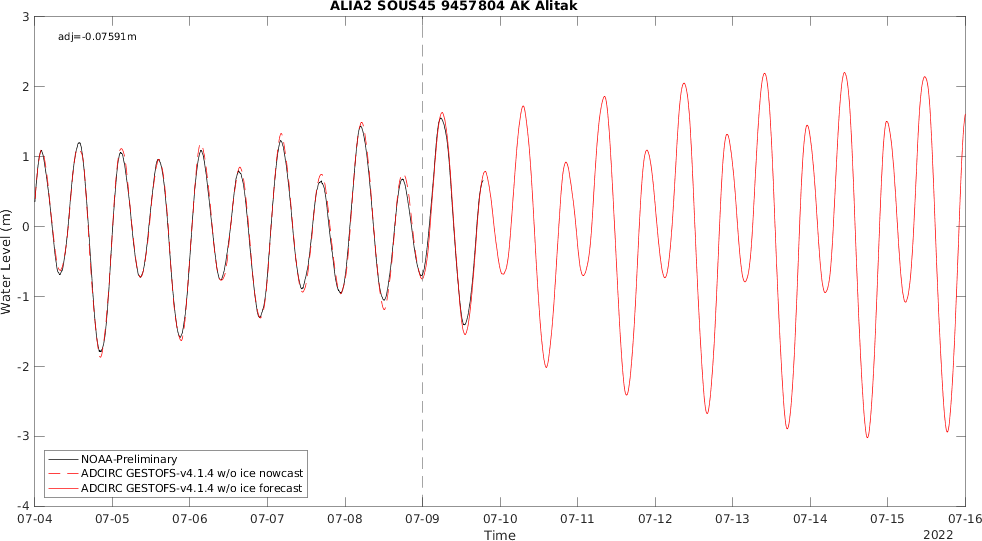 ALIA2 SOUS45 9457804 AK Alitak
adj=-0.07591m
3
2
1
0
-1
-2
-3
-4
Water Level (m)
NOAA-Preliminary
ADCIRC GESTOFS-v4.1.4 w/o ice nowcast
ADCIRC GESTOFS-v4.1.4 w/o ice forecast
07-04 07-05 07-06 07-07 07-08 07-09 07-10 07-11 07-12 07-13 07-14 07-15 07-16
Time
2022